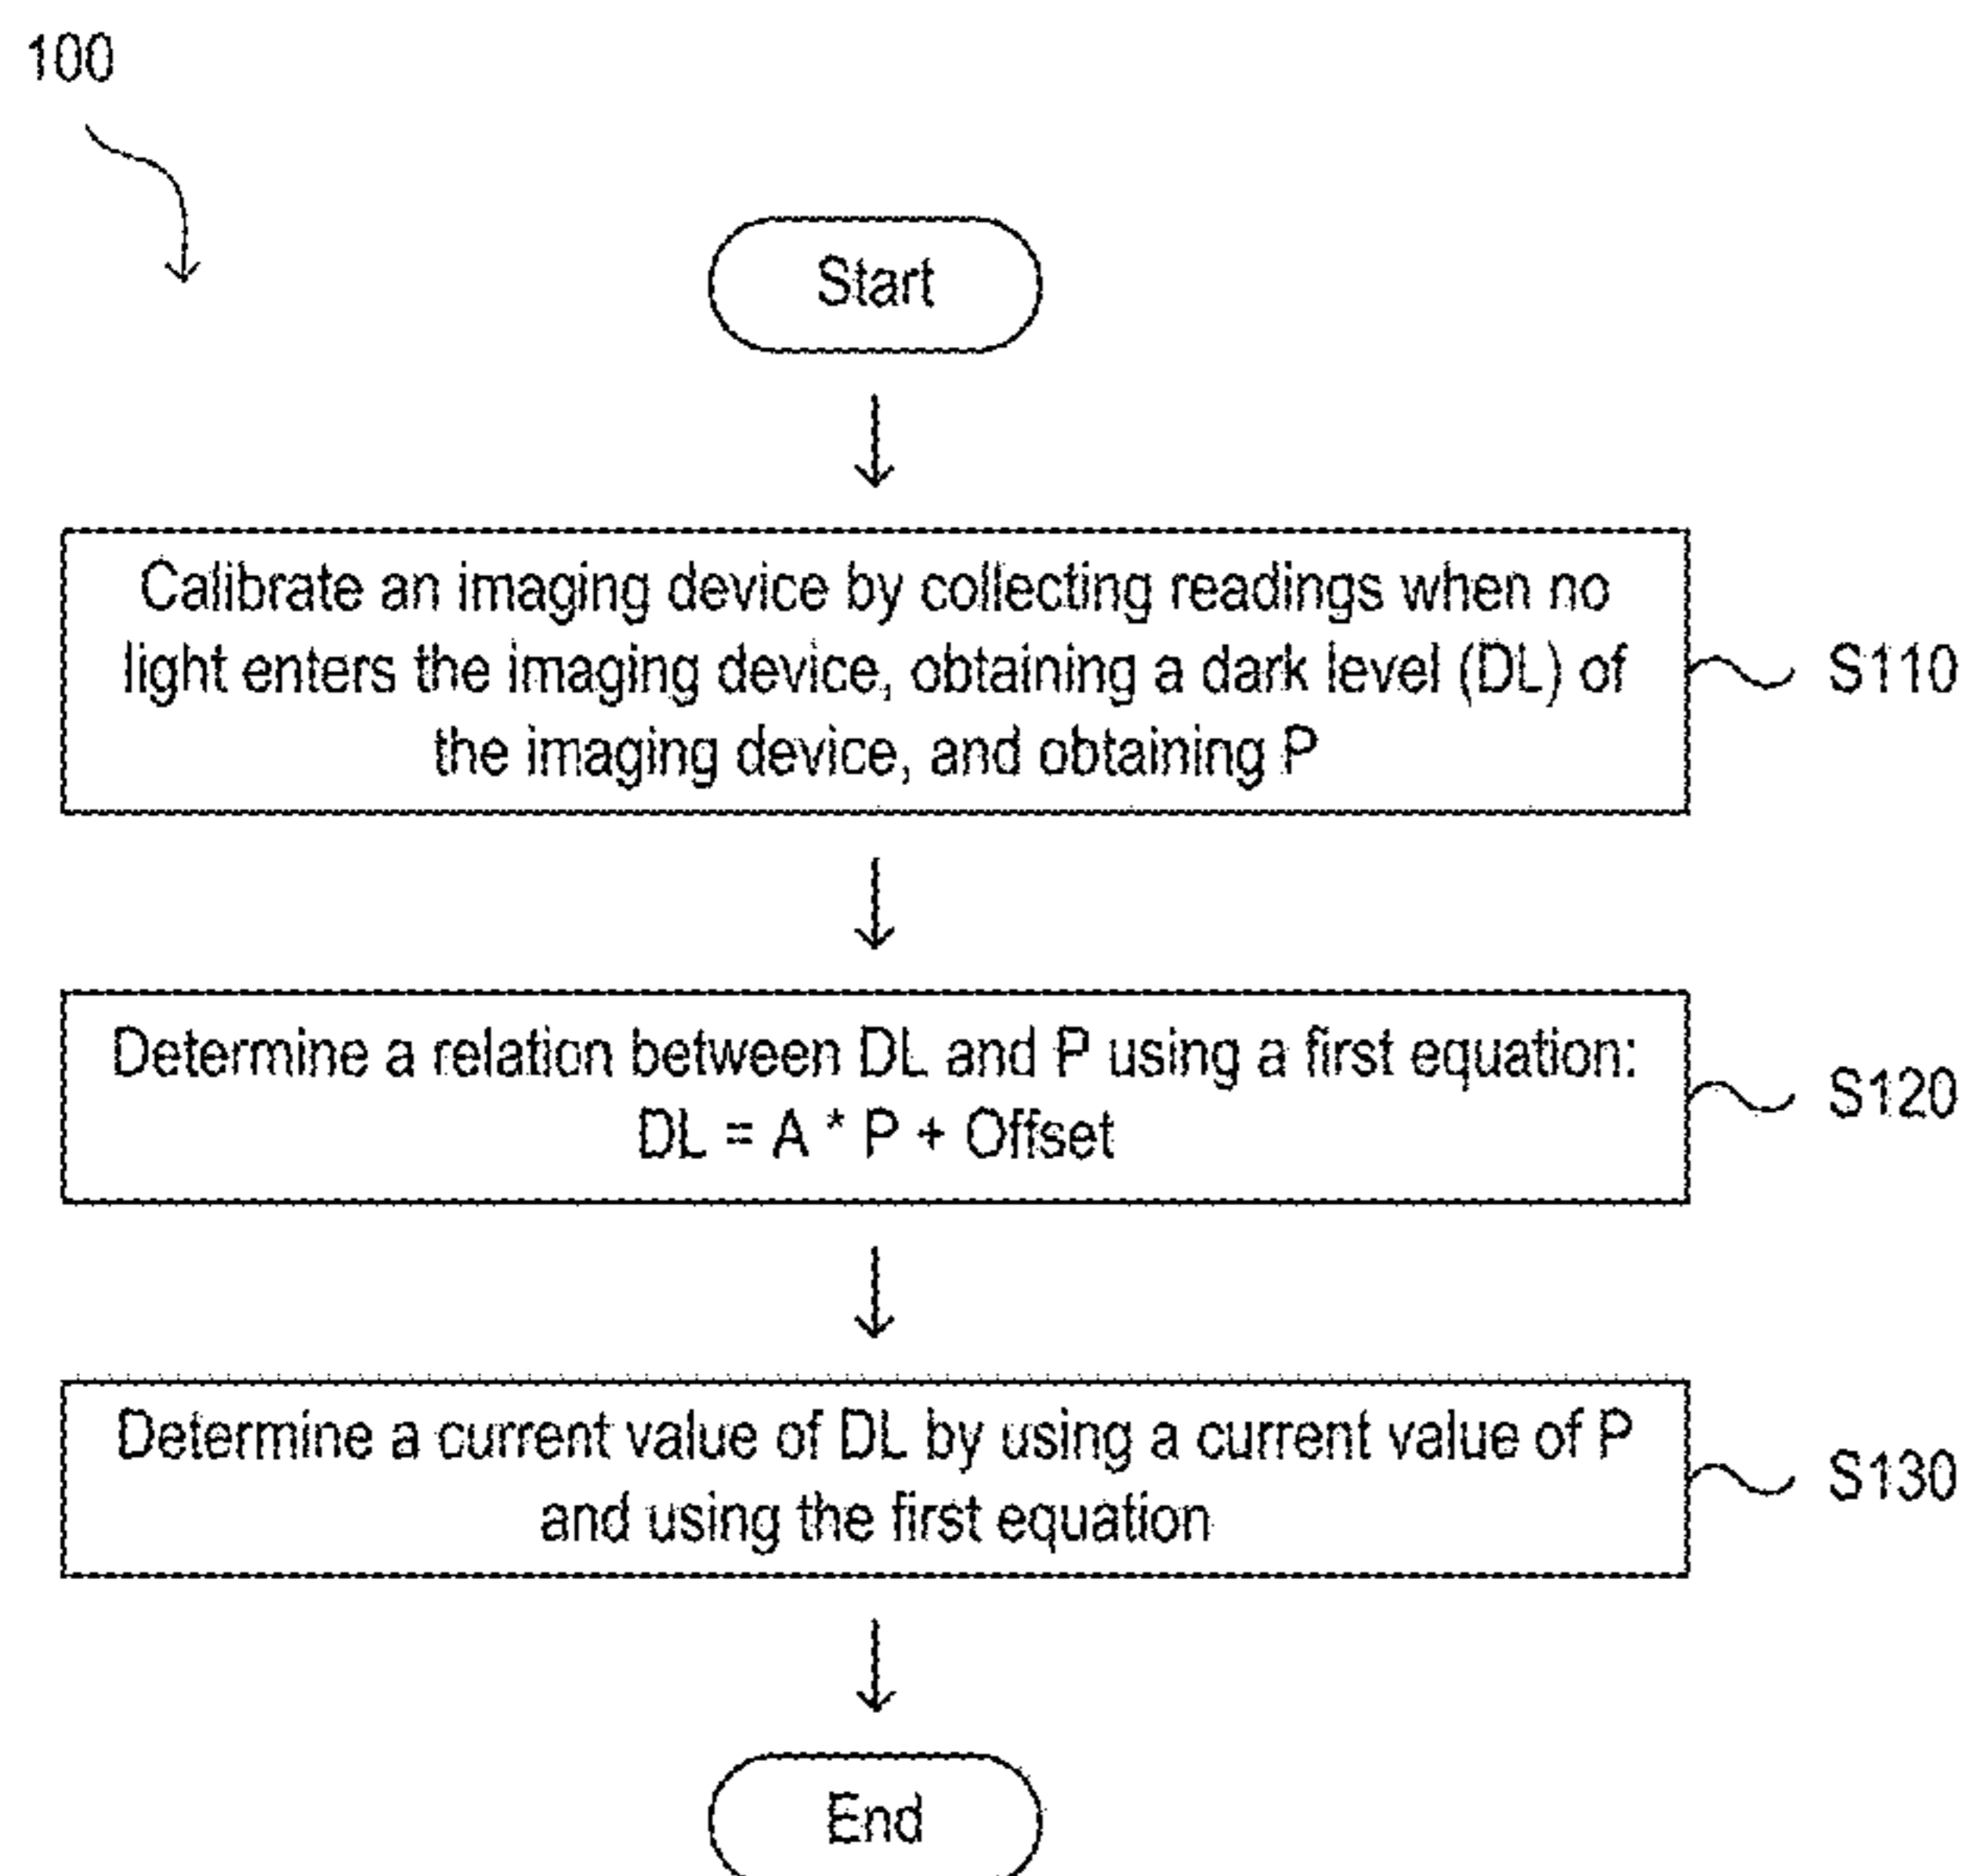 100
Start
Calibrate an imaging device by collecting readings when no
light enters the imaging device, obtaining a dark level (DL) of
the imaging device, and obtaining P
S110
Determine a relation between DL and P using a first equation:
DL = A * P + Offset
S120
Determine a current value of DL by using a current value of P
and using the first equation
S130
End